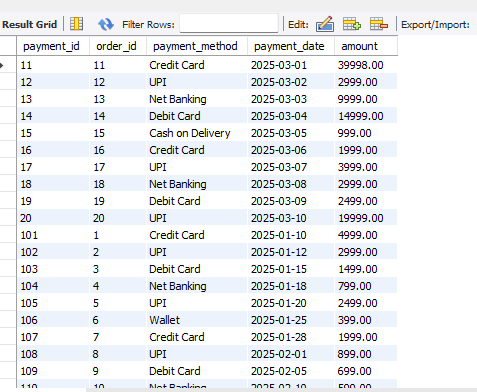 Result Grid Filter Rows: Edit: Export/Import:
payment_id order_id payment_method payment_date amount
11 11 Credit Card 2025-03-01 39998.00
12 12 UPI 2025-03-02 2999.00
13 13 Net Banking 2025-03-03 9999.00
14 14 Debit Card 2025-03-04 14999.00
15 15 Cash on Delivery 2025-03-05 999.00
16 16 Credit Card 2025-03-06 1999.00
17 17 UPI 2025-03-07 3999.00
18 18 Net Banking 2025-03-08 2999.00
19 19 Debit Card 2025-03-09 2499.00
20 20 UPI 2025-03-10 19999.00
101 1 Credit Card 2025-01-10 4999.00
102 2 UPI 2025-01-12 2999.00
103 3 Debit Card 2025-01-15 1499.00
104 4 Net Banking 2025-01-18 799.00
105 5 UPI 2025-01-20 2499.00
106 6 Wallet 2025-01-25 399.00
107 7 Credit Card 2025-01-28 1999.00
108 8 UPI 2025-02-01 899.00
109 9 Debit Card 2025-02-05 699.00
110 10 Net Banking 2025-02-10 599.00